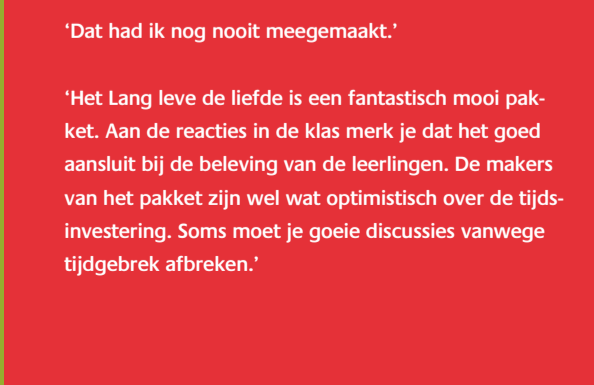 ‘Dat had ik nog nooit meegemaakt.’
‘Het Lang leve de liefde is een fantastisch mooi pak-
ket. Aan de reacties in de klas merk je dat het goed
aansluit bij de beleving van de leerlingen. De makers
van het pakket zijn wel wat optimistisch over de tijds-
investering. Soms moet je goeie discussies vanwege
tijdgebrek afbreken.’